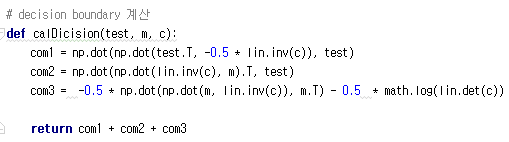 # decision boundary 계산
def calDicision(test, m, c):
    com1 = np.dot(np.dot(test.T, -0.5 * lin.inv(c)), test)
    com2 = np.dot(np.dot(lin.inv(c), m).T, test)
    com3 = -0.5 * np.dot(np.dot(m, lin.inv(c)), m.T) - 0.5 * math.log(lin.det(c))
    return com1 + com2 + com3